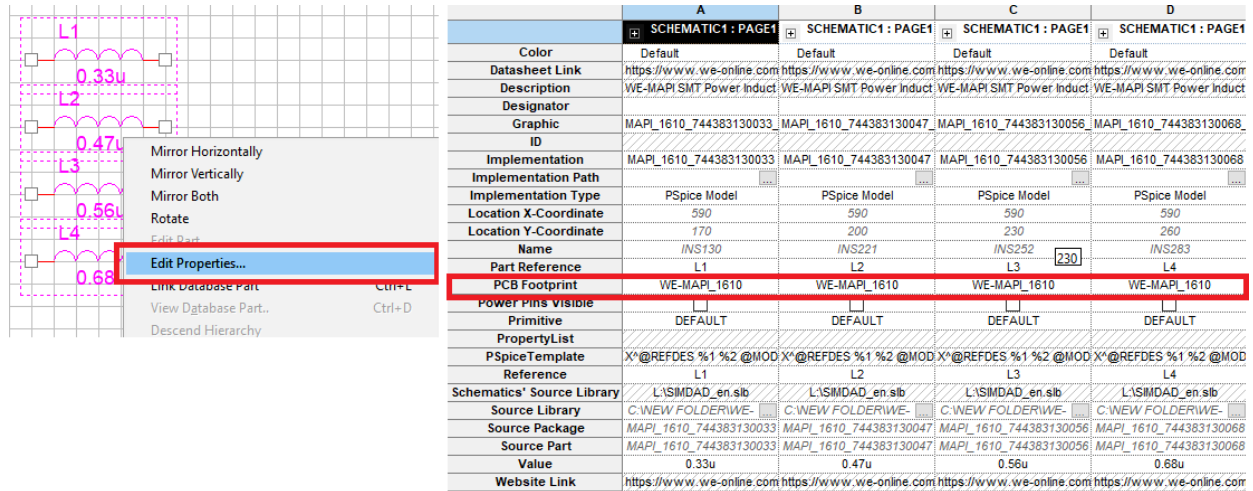 L1
0.33u
L2
0.47u
L3
0.56u
L4
0.68
Mirror Horizontally
Mirror Vertically
Mirror Both
Rotate
Edit Part
Edit Properties...
Link Database Part Ctrl+L
View Database Part.. Ctrl+D
Descend Hierarchy
A B C D
SCHEMATIC1 : PAGE1 SCHEMATIC1 : PAGE1 SCHEMATIC1 : PAGE1 SCHEMATIC1 : PAGE1
Color Default Default Default Default
Datasheet Link https://www.we-online.com https://www.we-online.com https://www.we-online.com https://www.we-online.com
Description WE-MAPI SMT Power Induct WE-MAPI SMT Power Induct WE-MAPI SMT Power Induct WE-MAPI SMT Power Induct
Designator
Graphic MAPI_1610_744383130033_ MAPI_1610_744383130047_ MAPI_1610_744383130056_ MAPI_1610_744383130068_
ID
Implementation MAPI_1610_744383130033 MAPI_1610_744383130047 MAPI_1610_744383130056 MAPI_1610_744383130068
Implementation Path ... ... ... ...
Implementation Type PSpice Model PSpice Model PSpice Model PSpice Model
Location X-Coordinate 590 590 590 590
Location Y-Coordinate 170 200 230 260
Name INS130 INS221 INS252 INS283
230
Part Reference L1 L2 L3 L4
PCB Footprint WE-MAPI_1610 WE-MAPI_1610 WE-MAPI_1610 WE-MAPI_1610
Power Pins Visible
Primitive DEFAULT DEFAULT DEFAULT DEFAULT
PropertyList
PSpiceTemplate X^@REFDES %1 %2 @MOD X^@REFDES %1 %2 @MOD X^@REFDES %1 %2 @MOD X^@REFDES %1 %2 @MOD
Reference L1 L2 L3 L4
Schematics' Source Library L:\SIMDAD_en.slb L:\SIMDAD_en.slb L:\SIMDAD_en.slb L:\SIMDAD_en.slb
Source Library C:\NEW FOLDER\WE- ... C:\NEW FOLDER\WE- ... C:\NEW FOLDER\WE- ... C:\NEW FOLDER\WE- ...
Source Package MAPI_1610_744383130033 MAPI_1610_744383130047 MAPI_1610_744383130056 MAPI_1610_744383130068
Source Part MAPI_1610_744383130033 MAPI_1610_744383130047 MAPI_1610_744383130056 MAPI_1610_744383130068
Value 0.33u 0.47u 0.56u 0.68u
Website Link https://www.we-online.com https://www.we-online.com https://www.we-online.com https://www.we-online.com